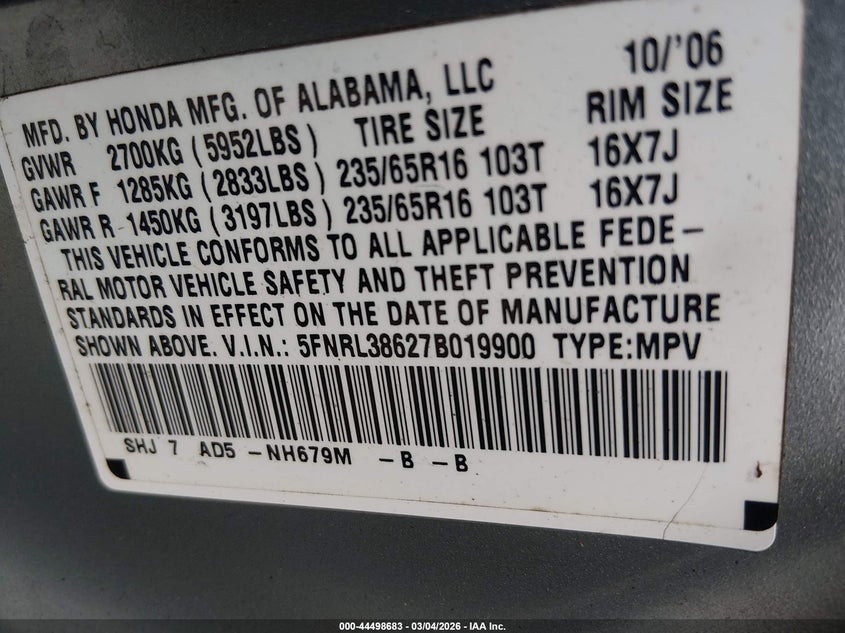 MFD. BY HONDA MFG. OF ALABAMA, LLC 10/'06
GVWR 2700KG (5952LBS) TIRE SIZE RIM SIZE
GAWR F 1285KG (2833LBS) 235/65R16 103T 16X7J
GAWR R 1450KG (3197LBS) 235/65R16 103T 16X7J
THIS VEHICLE CONFORMS TO ALL APPLICABLE FEDE-
RAL MOTOR VEHICLE SAFETY AND THEFT PREVENTION
STANDARDS IN EFFECT ON THE DATE OF MANUFACTURE
SHOWN ABOVE. V.I.N.: 5FNRL38627B019900 TYPE:MPV
SHJ 7 AD5 -NH679M -B -B
000-44498683 - 03/04/2026 - IAA Inc.